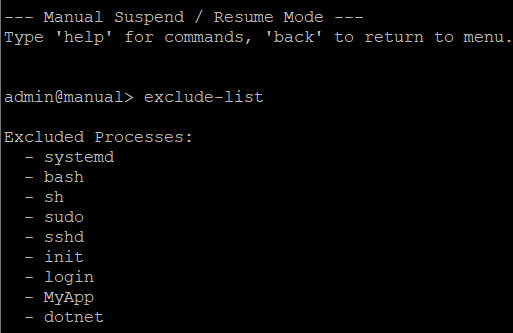 --- Manual Suspend / Resume Mode ---
Type 'help' for commands, 'back' to return to menu.
admin@manual> exclude-list
Excluded Processes:
- systemd
- bash
- sh
- sudo
- sshd
- init
- login
- MyApp
- dotnet